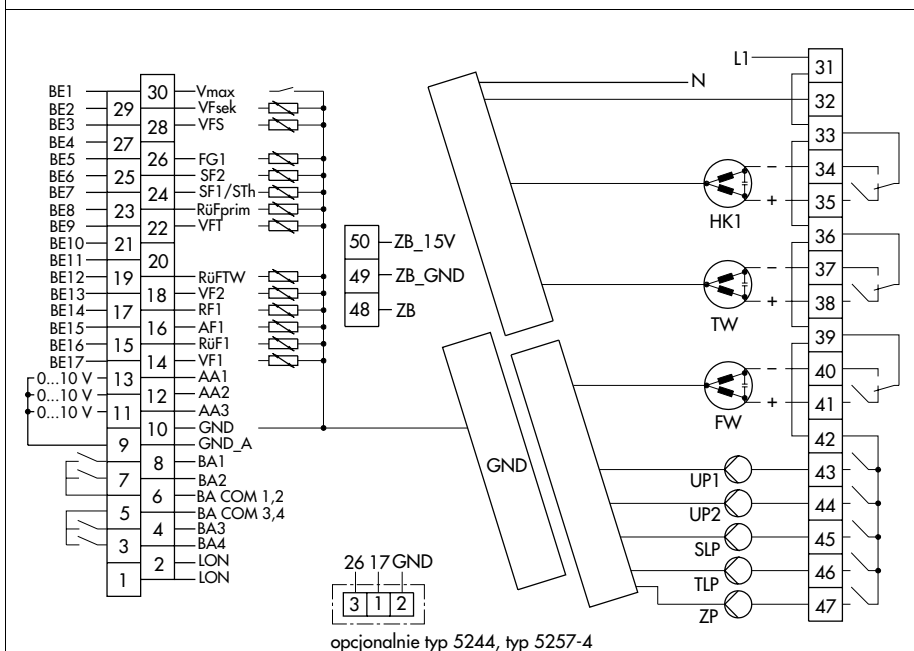 L1
31
N
32
33
34
35
HK1
− +
36
37
38
TW
− +
39
40
41
FW
− +
42
UP1 43
UP2 44
SLP 45
TLP 46
ZP 47
BE1 30 Vmax
BE2 29 VFsek
BE3 28 VFS
BE4 27
BE5 26 FG1
BE6 25 SF2
BE7 24 SF1/STh
BE8 23 RüFprim
BE9 22 VFT
BE10 21
BE11 20
BE12 19 RüFTW
BE13 18 VF2
BE14 17 RF1
BE15 16 AF1
BE16 15 RüF1
BE17 14 VF1
0...10 V 13 AA1
0...10 V 12 AA2
0...10 V 11 AA3
10 GND
9 GND_A
8 BA1
7 BA2
6 BA COM 1,2
5 BA COM 3,4
4 BA3
3 BA4
2 LON
1 LON
50 ZB_15V
49 ZB_GND
48 ZB
GND
26 17 GND
3 1 2
opcjonalnie typ 5244, typ 5257-4